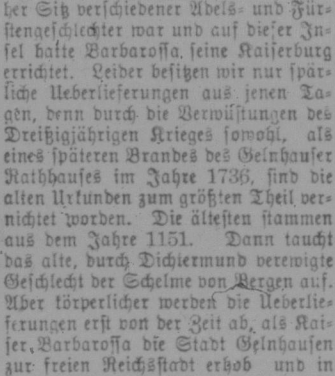 her Sitz verschiedener Adels- und Für-
stengeschlechter war und auf dieser In-
sel hatte Barbarossa, seine Kaiserburg
errichtet. Leider besitzen wir nur spär-
liche Ueberlieferungen aus jenen Ta-
gen, denn durch die Verwüstungen des
Dreißigjährigen Krieges sowohl, als
eines späteren Brandes des Gelnhauser
Rathhauses im Jahre 1736, sind die
alten Urkunden zum größten Theil ver-
nichtet worden. Die ältesten stammen
aus dem Jahre 1151. Dann taucht
das alte, durch Dichtermund verewigte
Geschlecht der Schelme von Bergen auf.
Aber körperlicher werden die Ueberlie-
ferungen erst von der Zeit ab, als Kai-
ser, Barbarossa die Stadt Gelnhausen
zur freien Reichsstadt erhob und in